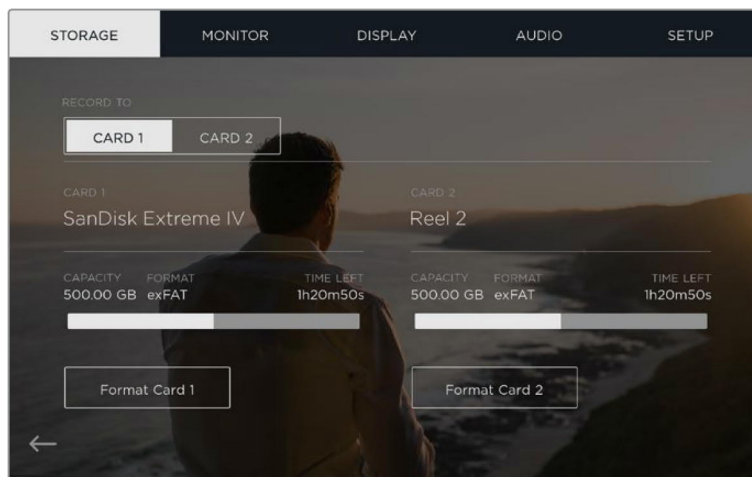 STORAGE MONITOR DISPLAY AUDIO SETUP
RECORD TO
CARD 1 CARD 2
CARD 1 CARD 2
SanDisk Extreme IV Reel 2
CAPACITY FORMAT TIME LEFT CAPACITY FORMAT TIME LEFT
500.00 GB exFAT 1h20m50s 500.00 GB exFAT 1h20m50s
Format Card 1 Format Card 2